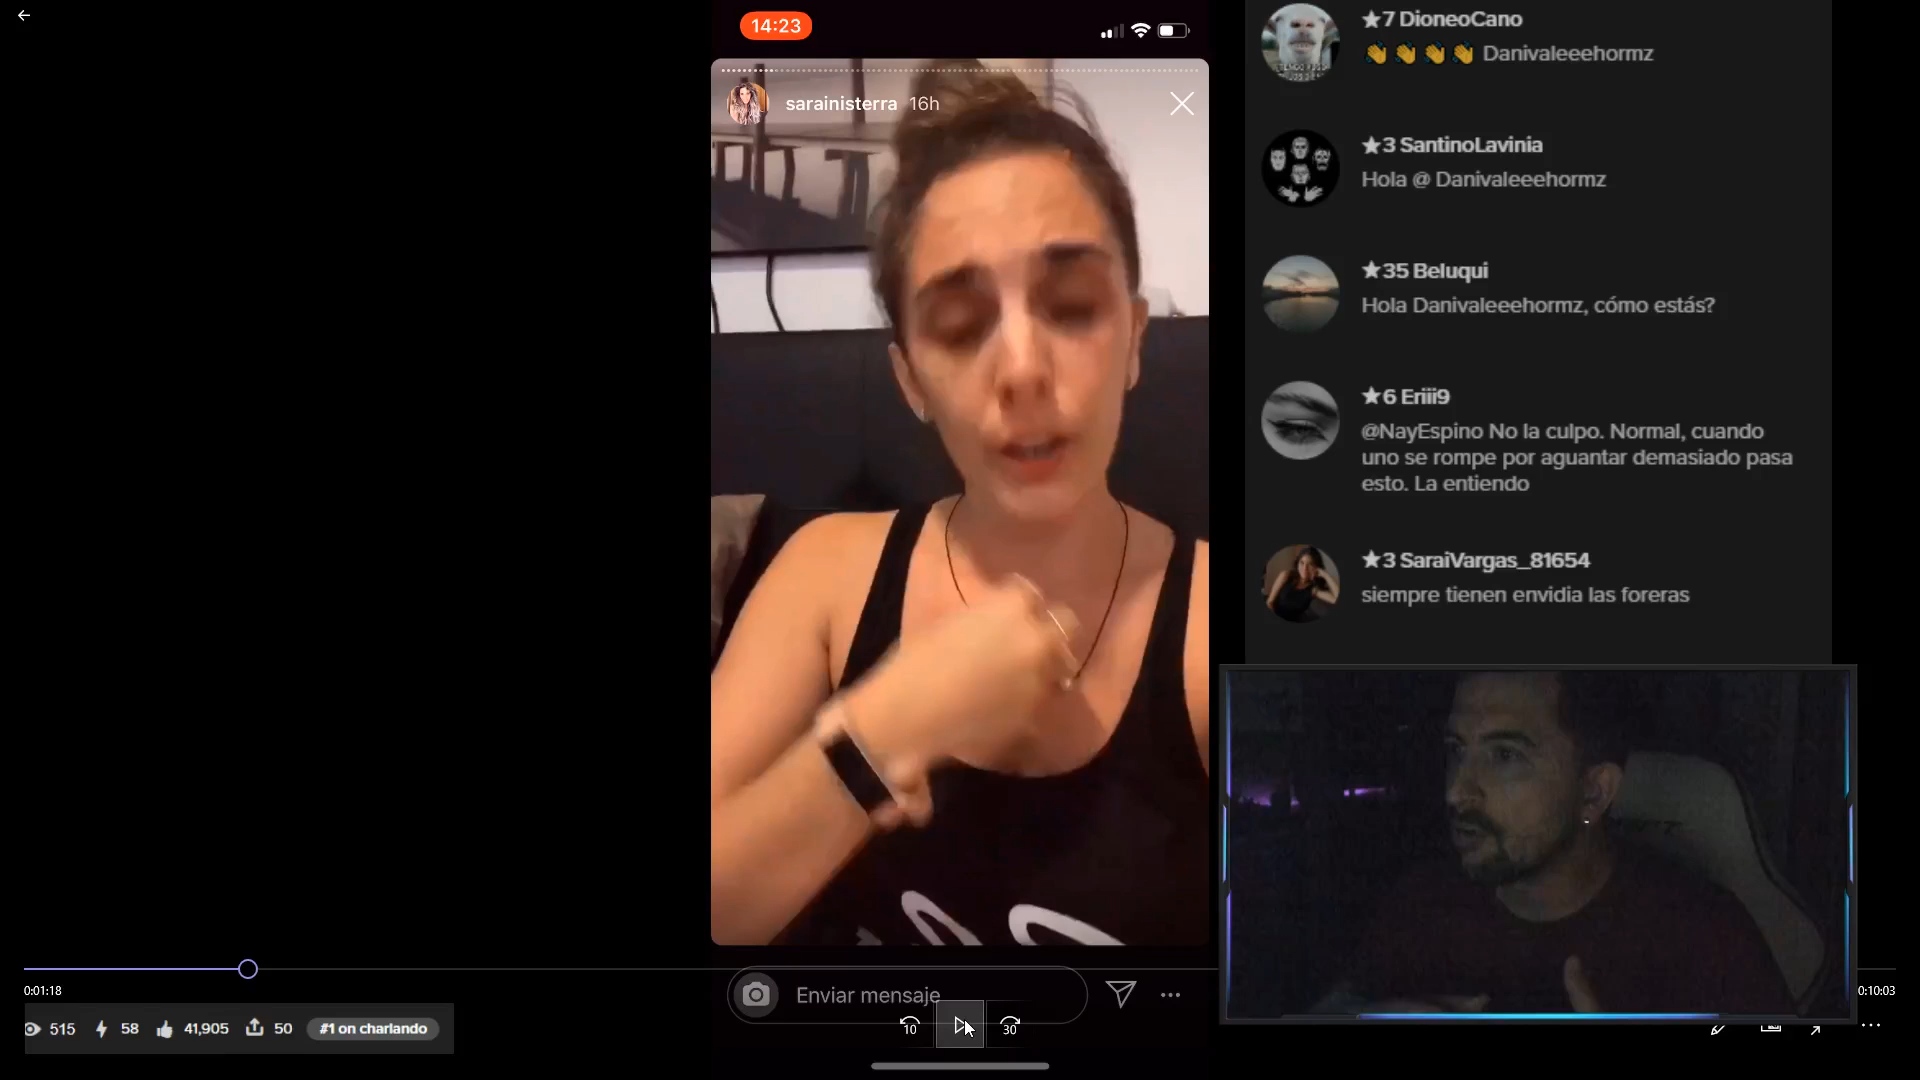 14:23
sarainisterra 16h
★7 DioneoCano
👏 👏 👏 👏 Danivaleeehormz
★3 SantinoLavinia
Hola @ Danivaleeehormz
★35 Beluqui
Hola Danivaleeehormz, cómo estás?
★6 Eriii9
@NayEspino No la culpo. Normal, cuando
uno se rompe por aguantar demasiado pasa
esto. La entiendo
★3 SaraiVargas_81654
siempre tienen envidia las foreras
0:01:18
0:10:03
Enviar mensaje
10
30
515 58 41,905 50 #1 on charlando